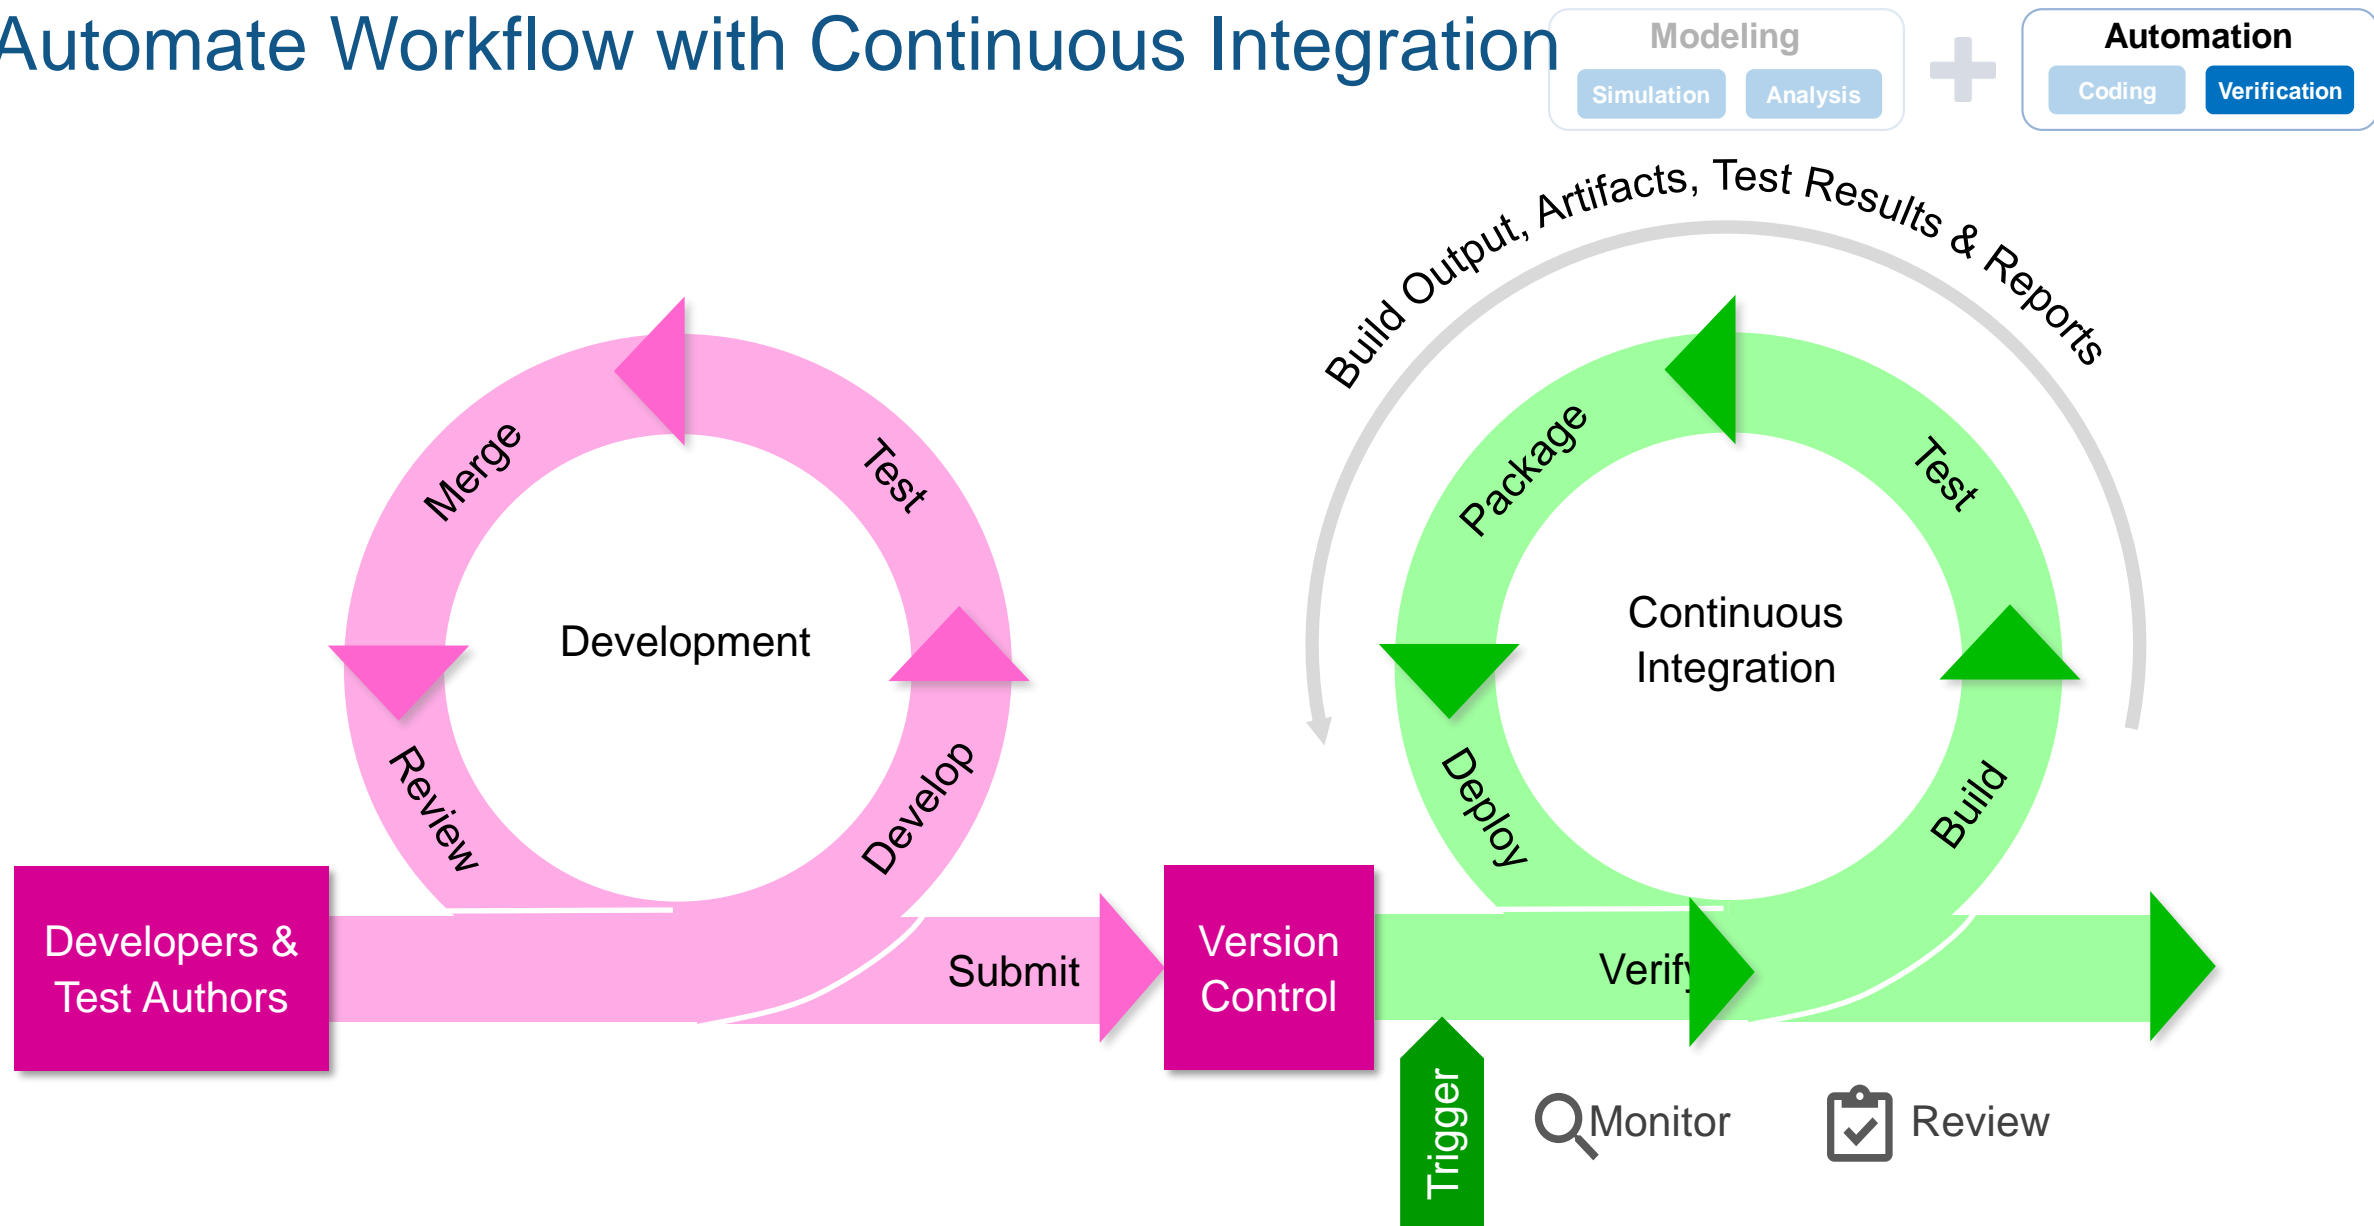 Automate Workflow with Continuous Integration
Modeling
Simulation
Analysis
Automation
Coding
Verification
Build Output, Artifacts, Test Results & Reports
Merge
Test
Development
Review
Develop
Developers &
Test Authors
Submit
Version
Control
Package
Test
Continuous
Integration
Deploy
Build
Verify
Trigger
Monitor
Review